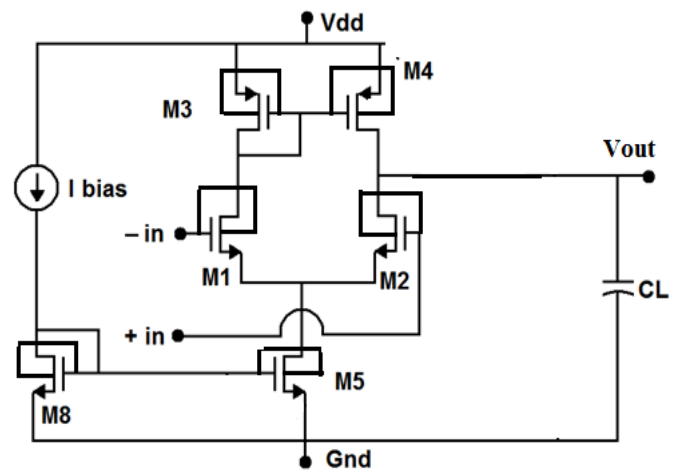 Vdd
M3
M4
Vout
I bias
– in
M1
M2
CL
+ in
M8
M5
Gnd